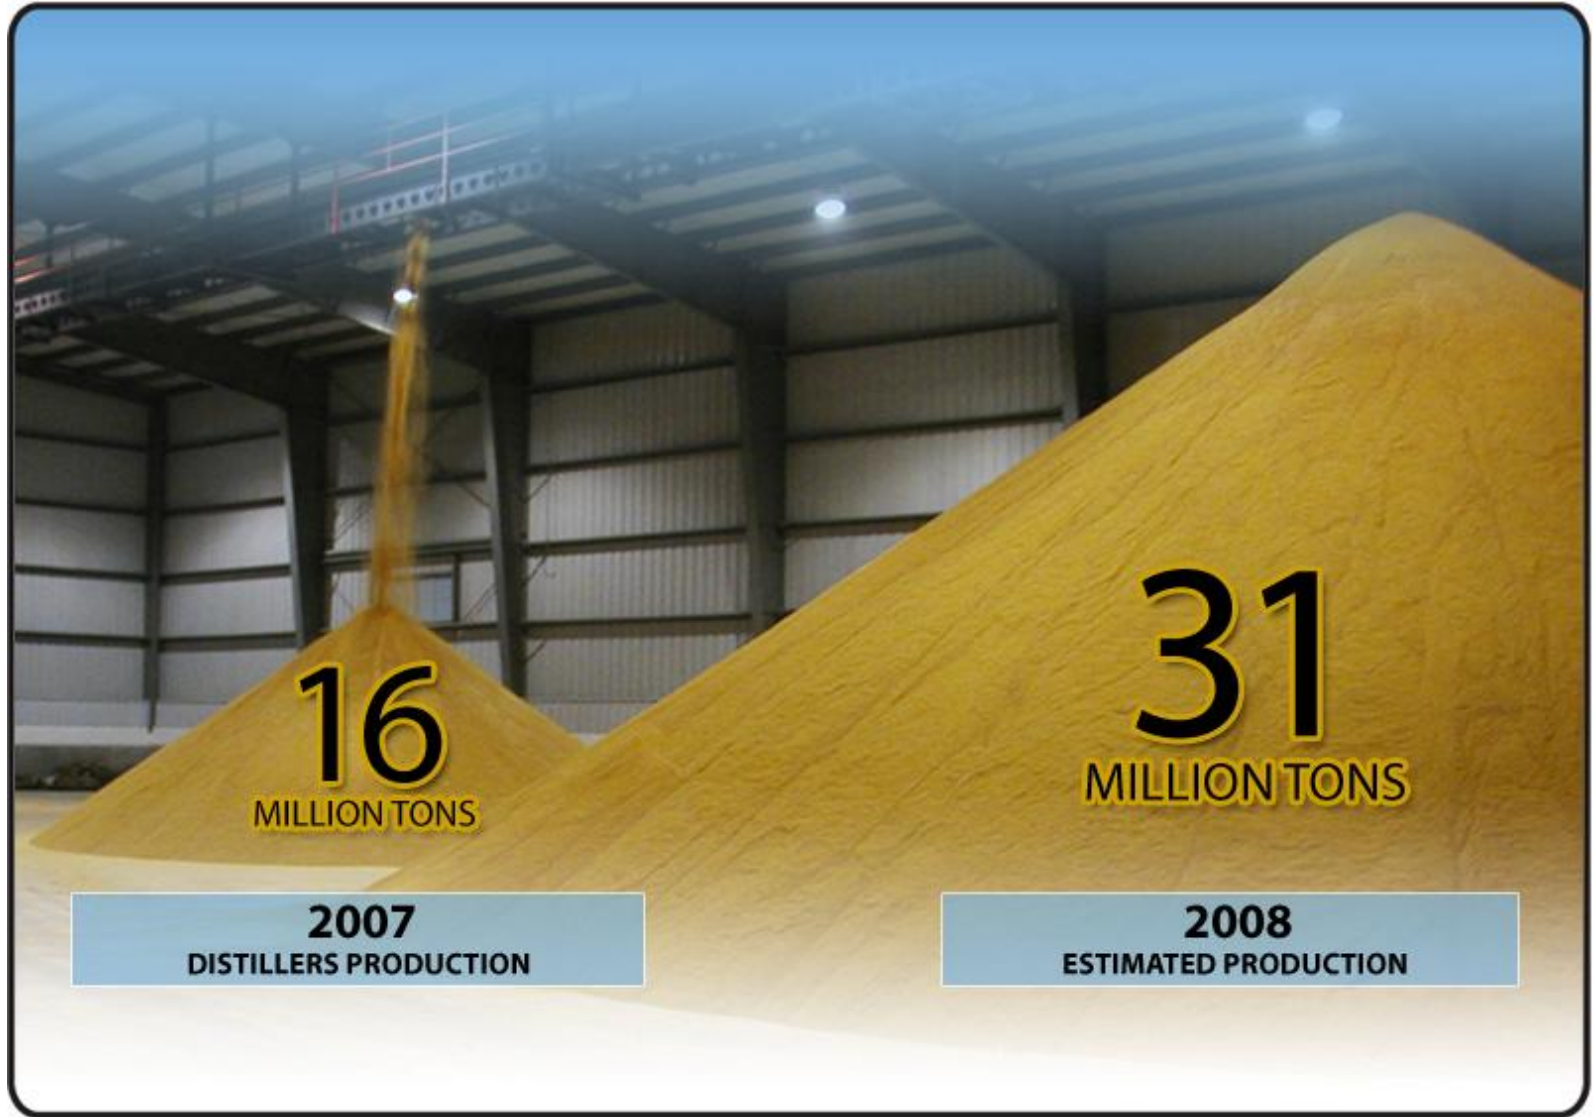 16
MILLION TONS
2007
DISTILLERS PRODUCTION
31
MILLION TONS
2008
ESTIMATED PRODUCTION